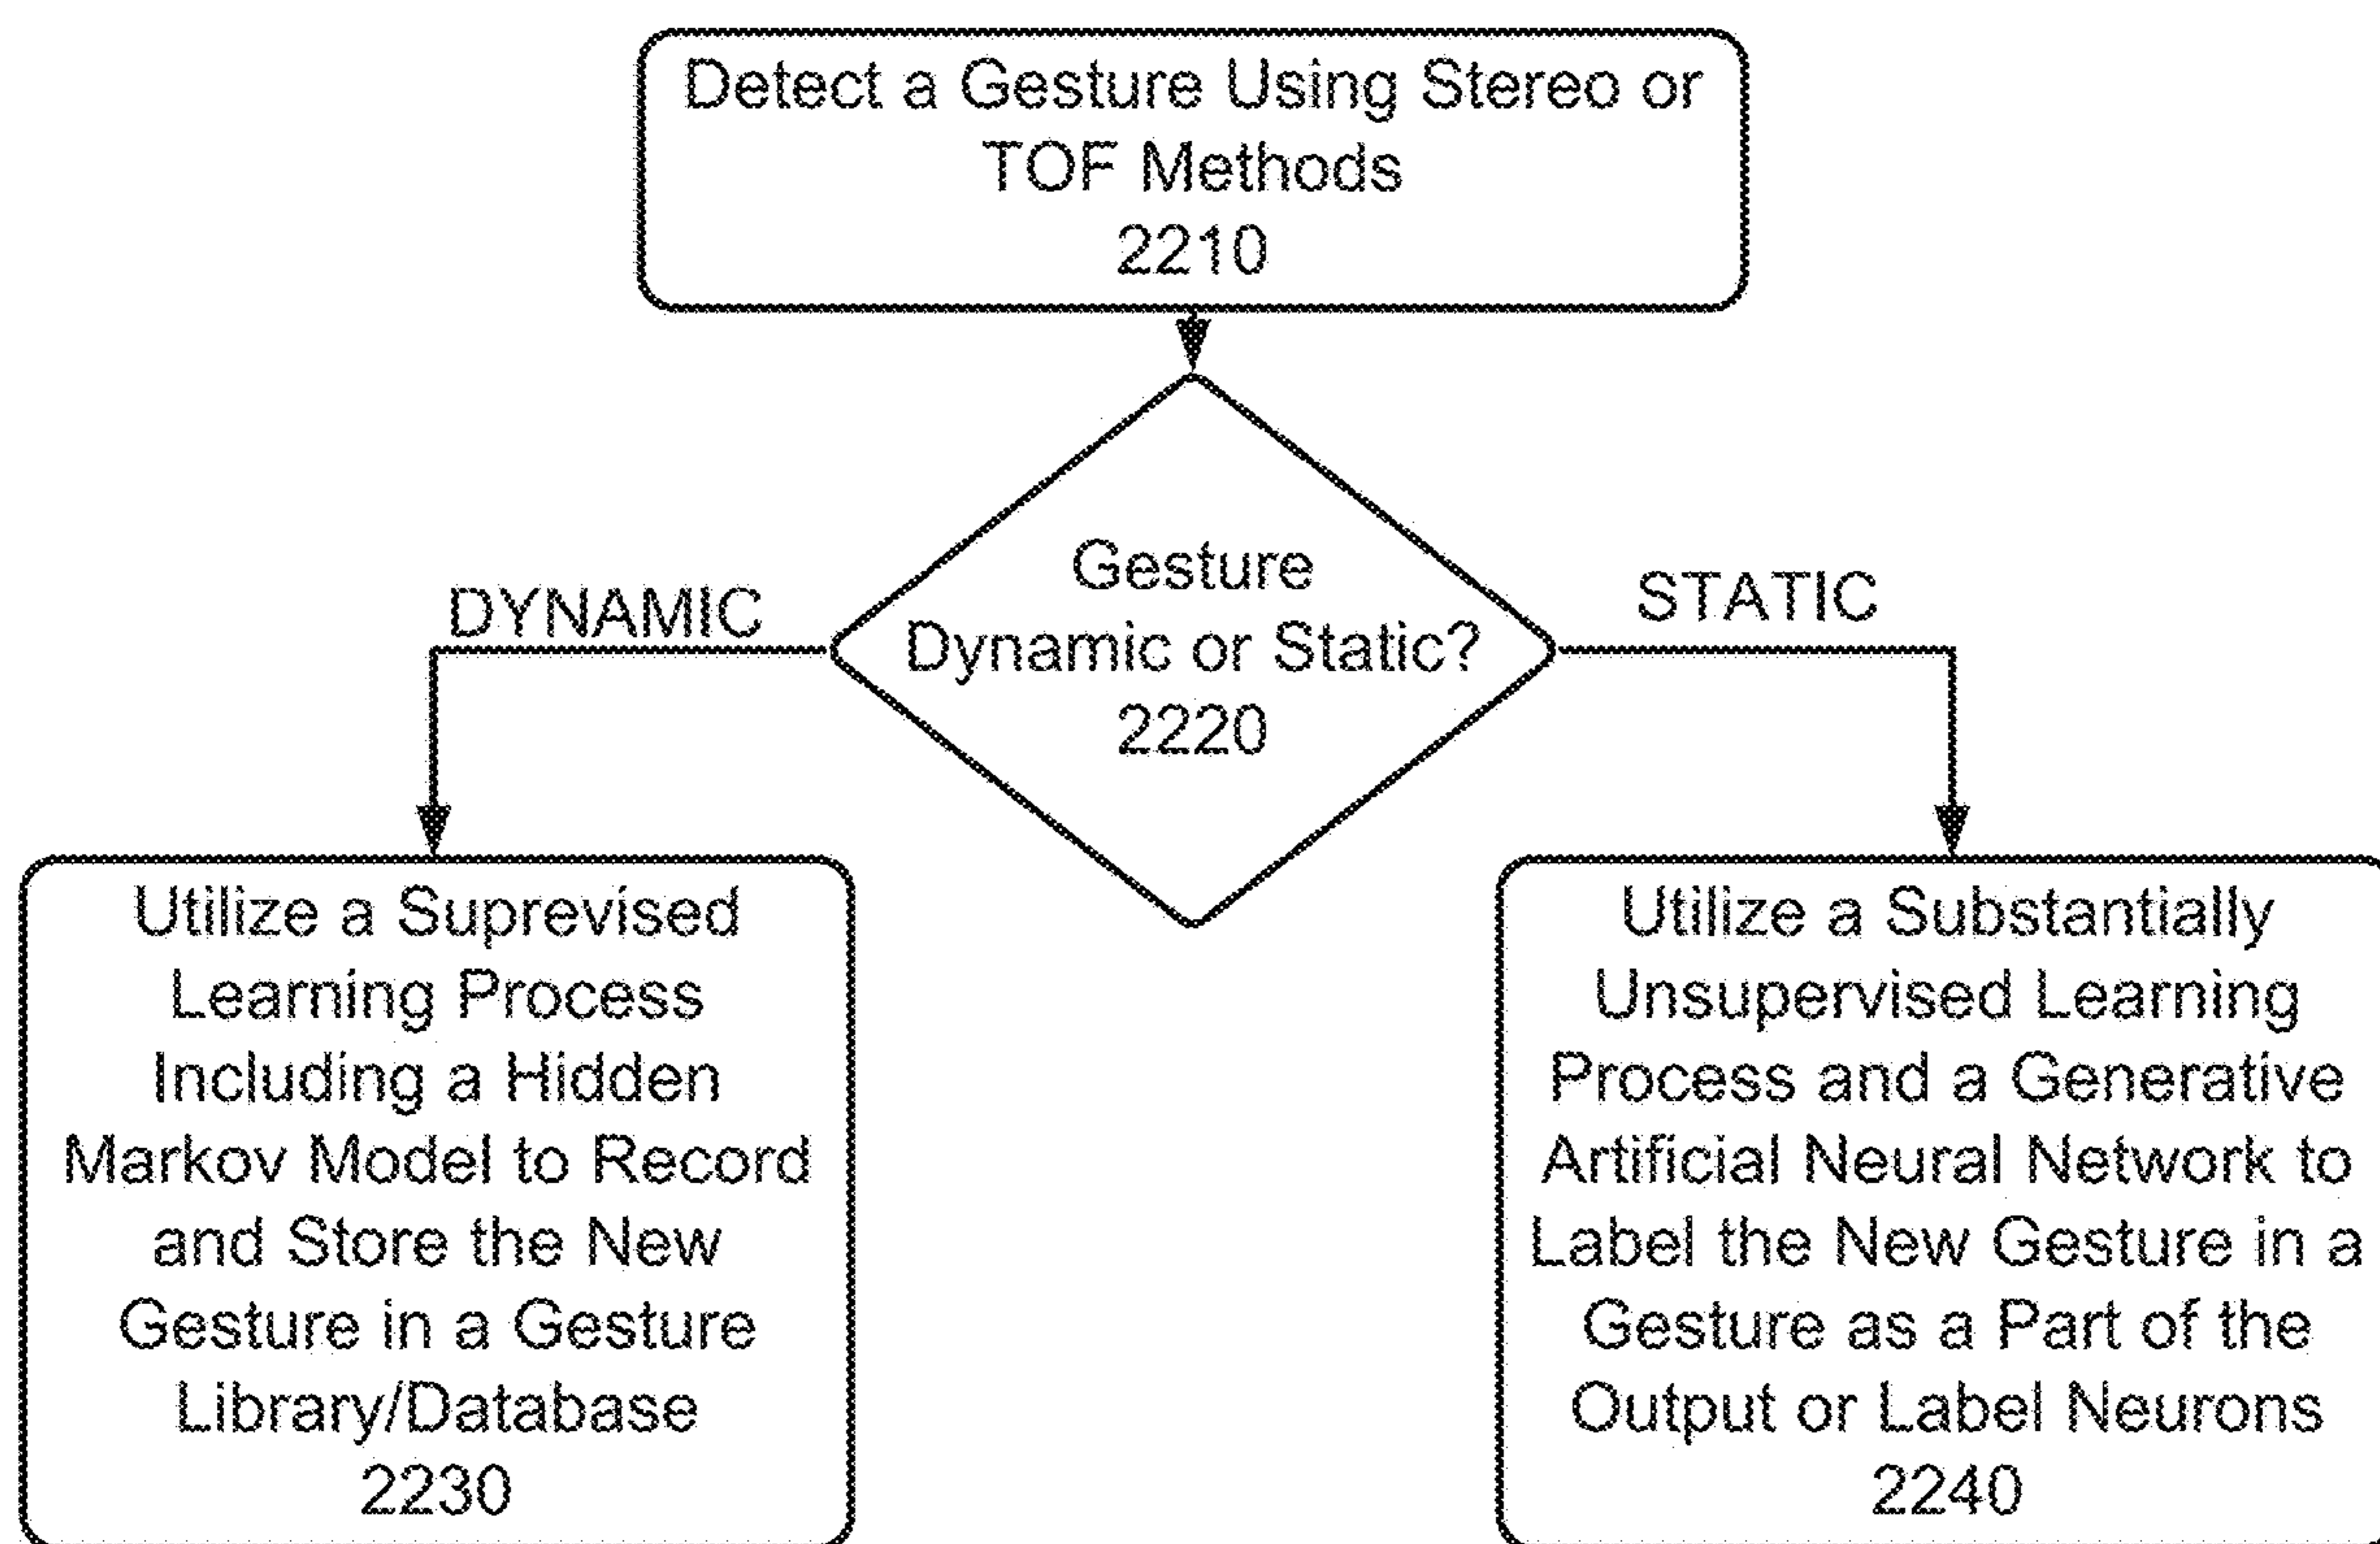 Detect a Gesture Using Stereo or
TOF Methods
2210
Gesture
Dynamic or Static?
2220
DYNAMIC
STATIC
Utilize a Suprevised
Learning Process
Including a Hidden
Markov Model to Record
and Store the New
Gesture in a Gesture
Library/Database
2230
Utilize a Substantially
Unsupervised Learning
Process and a Generative
Artificial Neural Network to
Label the New Gesture in a
Gesture as a Part of the
Output or Label Neurons
2240